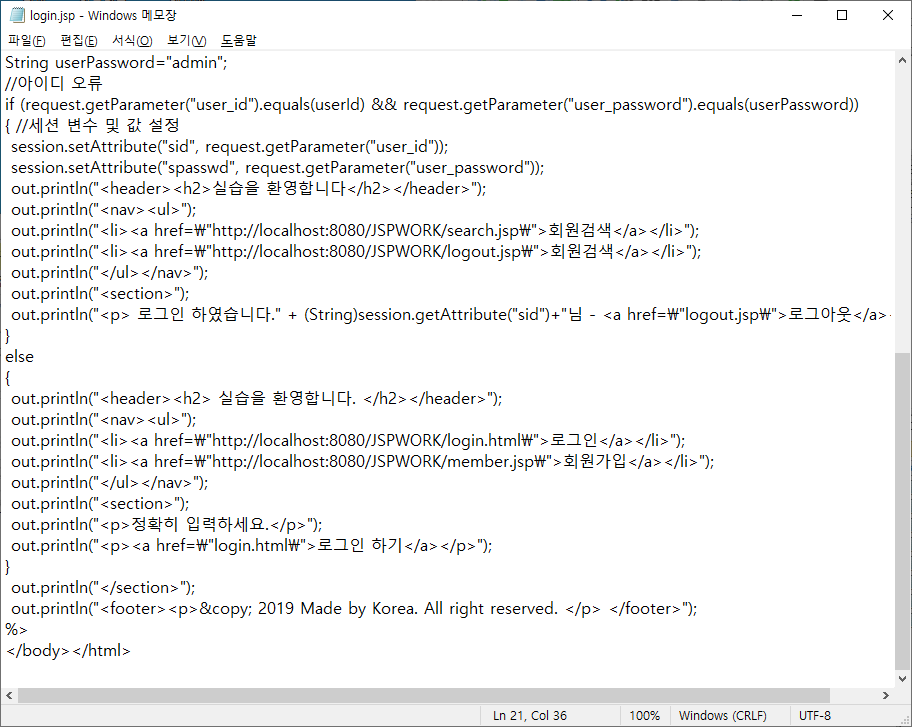 login.jsp - Windows 메모장
파일(F) 편집(E) 서식(O) 보기(V) 도움말
String userPassword="admin";
//아이디 오류
if (request.getParameter("user_id").equals(userId) && request.getParameter("user_password").equals(userPassword))
{ //세션 변수 및 값 설정
session.setAttribute("sid", request.getParameter("user_id"));
session.setAttribute("spasswd", request.getParameter("user_password"));
out.println("<header><h2>실습을 환영합니다</h2></header>");
out.println("<nav><ul>");
out.println("<li><a href=₩"http://localhost:8080/JSPWORK/search.jsp₩">회원검색</a></li>");
out.println("<li><a href=₩"http://localhost:8080/JSPWORK/logout.jsp₩">회원검색</a></li>");
out.println("</ul></nav>");
out.println("<section>");
out.println("<p> 로그인 하였습니다." + (String)session.getAttribute("sid")+"님 - <a href=₩"logout.jsp₩">로그아웃</a>
}
else
{
out.println("<header><h2> 실습을 환영합니다. </h2></header>");
out.println("<nav><ul>");
out.println("<li><a href=₩"http://localhost:8080/JSPWORK/login.html₩">로그인</a></li>");
out.println("<li><a href=₩"http://localhost:8080/JSPWORK/member.jsp₩">회원가입</a></li>");
out.println("</ul></nav>");
out.println("<section>");
out.println("<p>정확히 입력하세요.</p>");
out.println("<p><a href=₩"login.html₩">로그인 하기</a></p>");
}
out.println("</section>");
out.println("<footer><p>&copy; 2019 Made by Korea. All right reserved. </p> </footer>");
%>
</body></html>
Ln 21, Col 36 100% Windows (CRLF) UTF-8